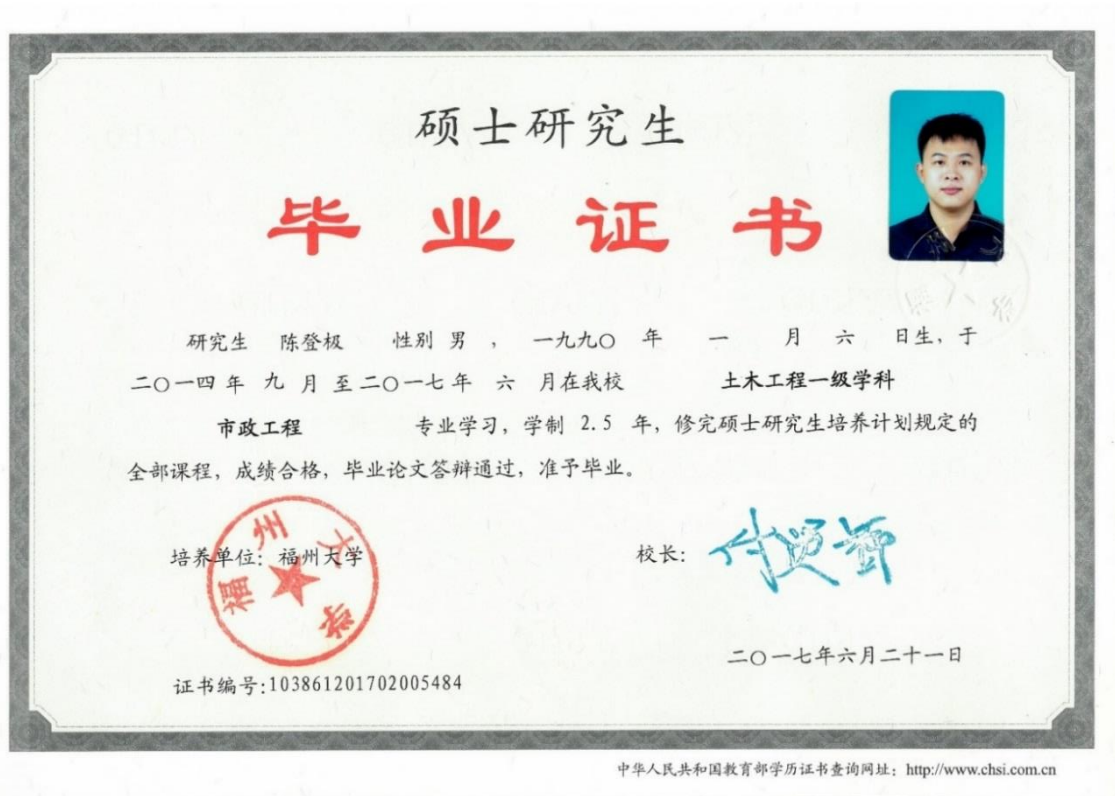 硕士研究生
毕业证书
研究生 陈登极 性别 男 ， 一九九〇 年 一 月 六 日生，于
二〇一四 年 九 月 至 二〇一七 年 六 月在我校 土木工程一级学科
市政工程 专业学习，学制 2.5 年，修完硕士研究生培养计划规定的
全部课程，成绩合格，毕业论文答辩通过，准予毕业。
培养单位：福州大学
福州大学
校长：
二〇一七年六月二十一日
证书编号:103861201702005484
中华人民共和国教育部学历证书查询网址：http://www.chsi.com.cn